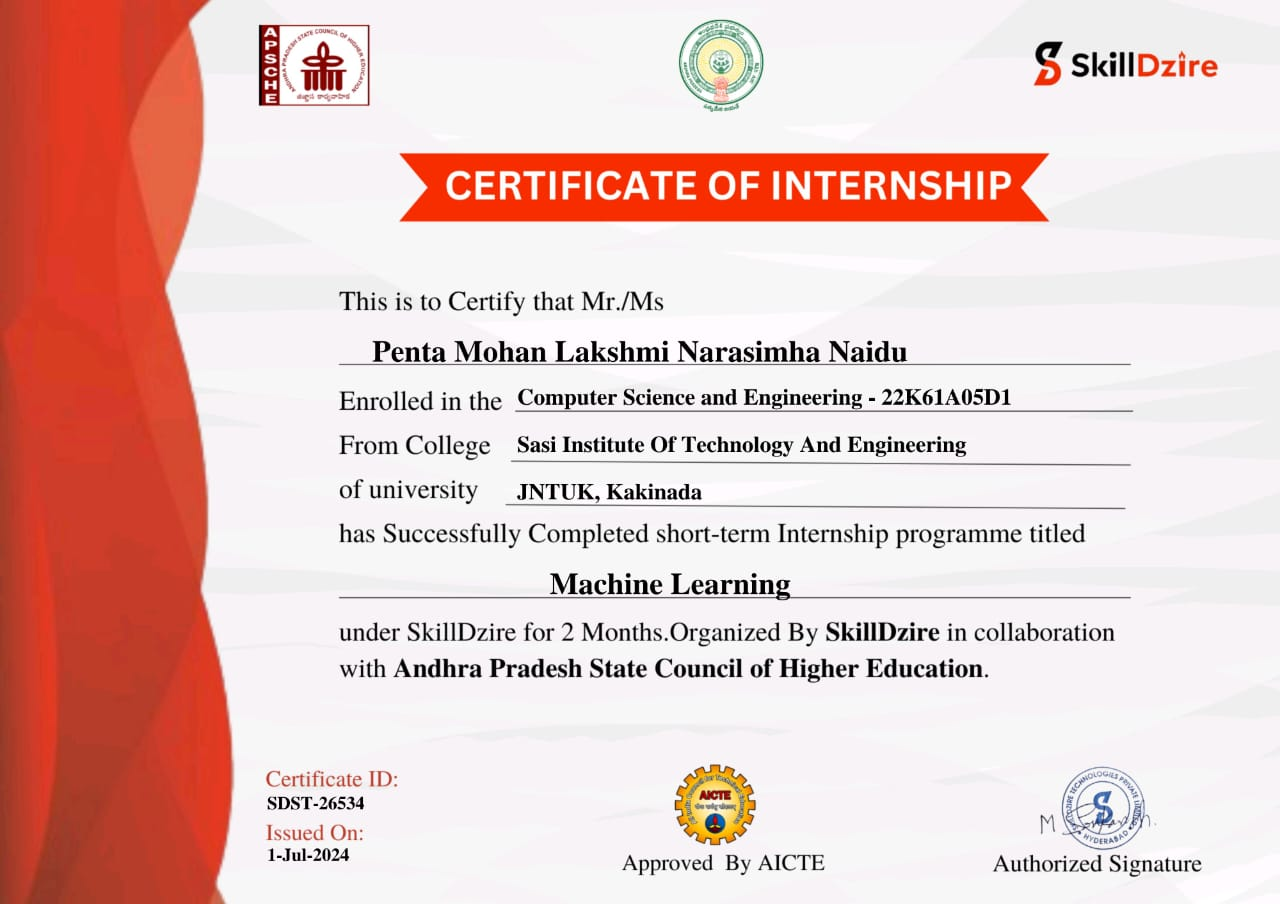 APSCHE
ANDHRA PRADESH STATE COUNCIL OF HIGHER EDUCATION
SkillDzire
CERTIFICATE OF INTERNSHIP
This is to Certify that Mr./Ms
Penta Mohan Lakshmi Narasimha Naidu
Enrolled in the Computer Science and Engineering - 22K61A05D1
From College Sasi Institute Of Technology And Engineering
of university JNTUK, Kakinada
has Successfully Completed short-term Internship programme titled
Machine Learning
under SkillDzire for 2 Months.Organized By SkillDzire in collaboration
with Andhra Pradesh State Council of Higher Education.
Certificate ID:
SDST-26534
Issued On:
1-Jul-2024
AICTE
Approved By AICTE
SKILLDZIRE TECHNOLOGIES PRIVATE LIMITED
HYDERABAD
Authorized Signature